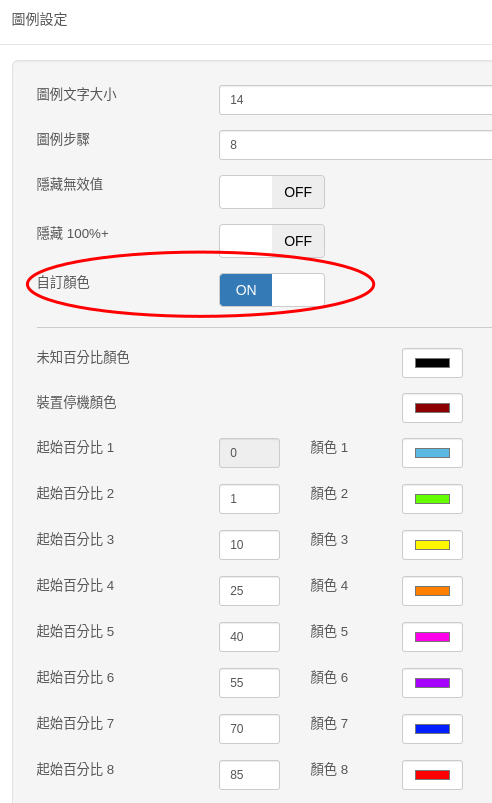 圖例設定
圖例文字大小 14
圖例步驟 8
隱藏無效值 OFF
隱藏 100%+ OFF
自訂顏色 ON
未知百分比顏色
裝置停機顏色
起始百分比 1 0 顏色 1
起始百分比 2 1 顏色 2
起始百分比 3 10 顏色 3
起始百分比 4 25 顏色 4
起始百分比 5 40 顏色 5
起始百分比 6 55 顏色 6
起始百分比 7 70 顏色 7
起始百分比 8 85 顏色 8